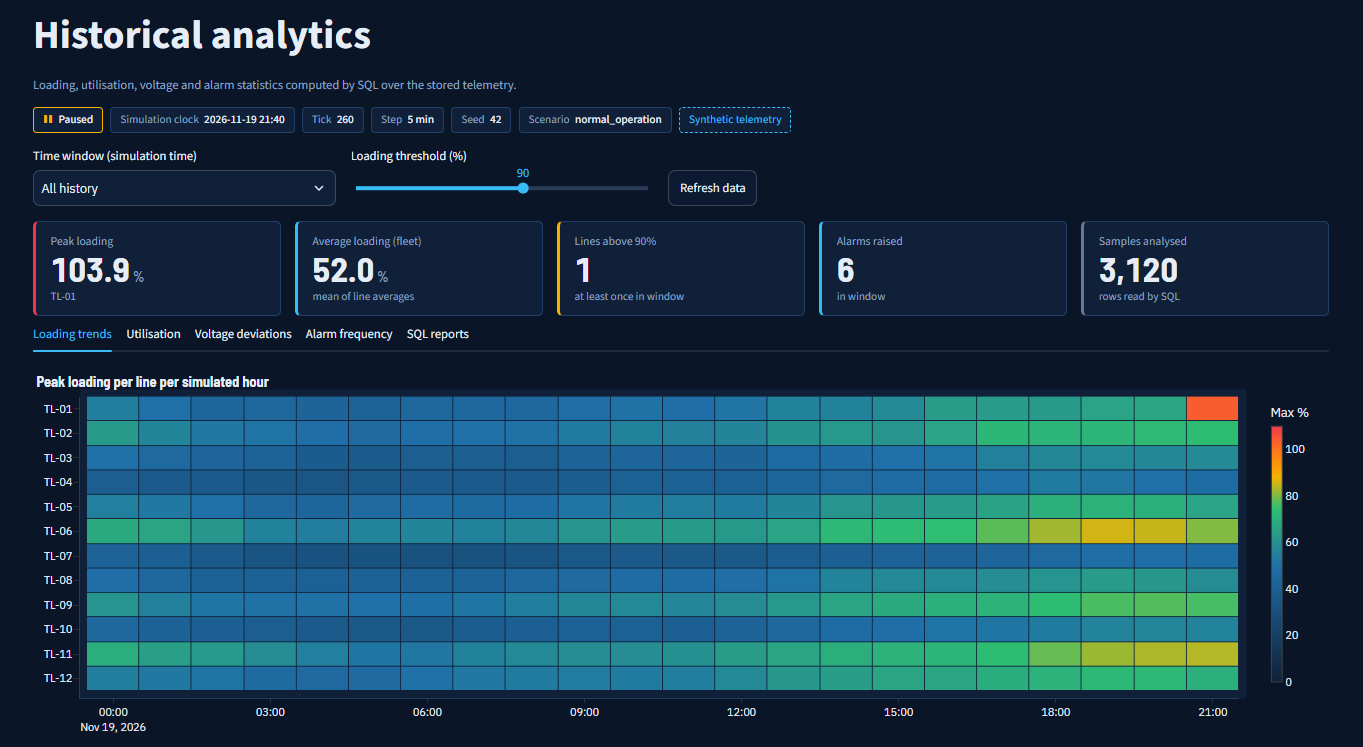 Historical analytics
Loading, utilisation, voltage and alarm statistics computed by SQL over the stored telemetry.
Paused Simulation clock 2026-11-19 21:40 Tick 260 Step 5 min Seed 42 Scenario normal_operation Synthetic telemetry
Time window (simulation time) Loading threshold (%)
90
All history Refresh data
Peak loading
103.9 %
TL-01
Average loading (fleet)
52.0 %
mean of line averages
Lines above 90%
1
at least once in window
Alarms raised
6
in window
Samples analysed
3,120
rows read by SQL
Loading trends Utilisation Voltage deviations Alarm frequency SQL reports
Peak loading per line per simulated hour
TL-01
TL-02
TL-03
TL-04
TL-05
TL-06
TL-07
TL-08
TL-09
TL-10
TL-11
TL-12
00:00 03:00 06:00 09:00 12:00 15:00 18:00 21:00
Nov 19, 2026
Max %
100
80
60
40
20
0